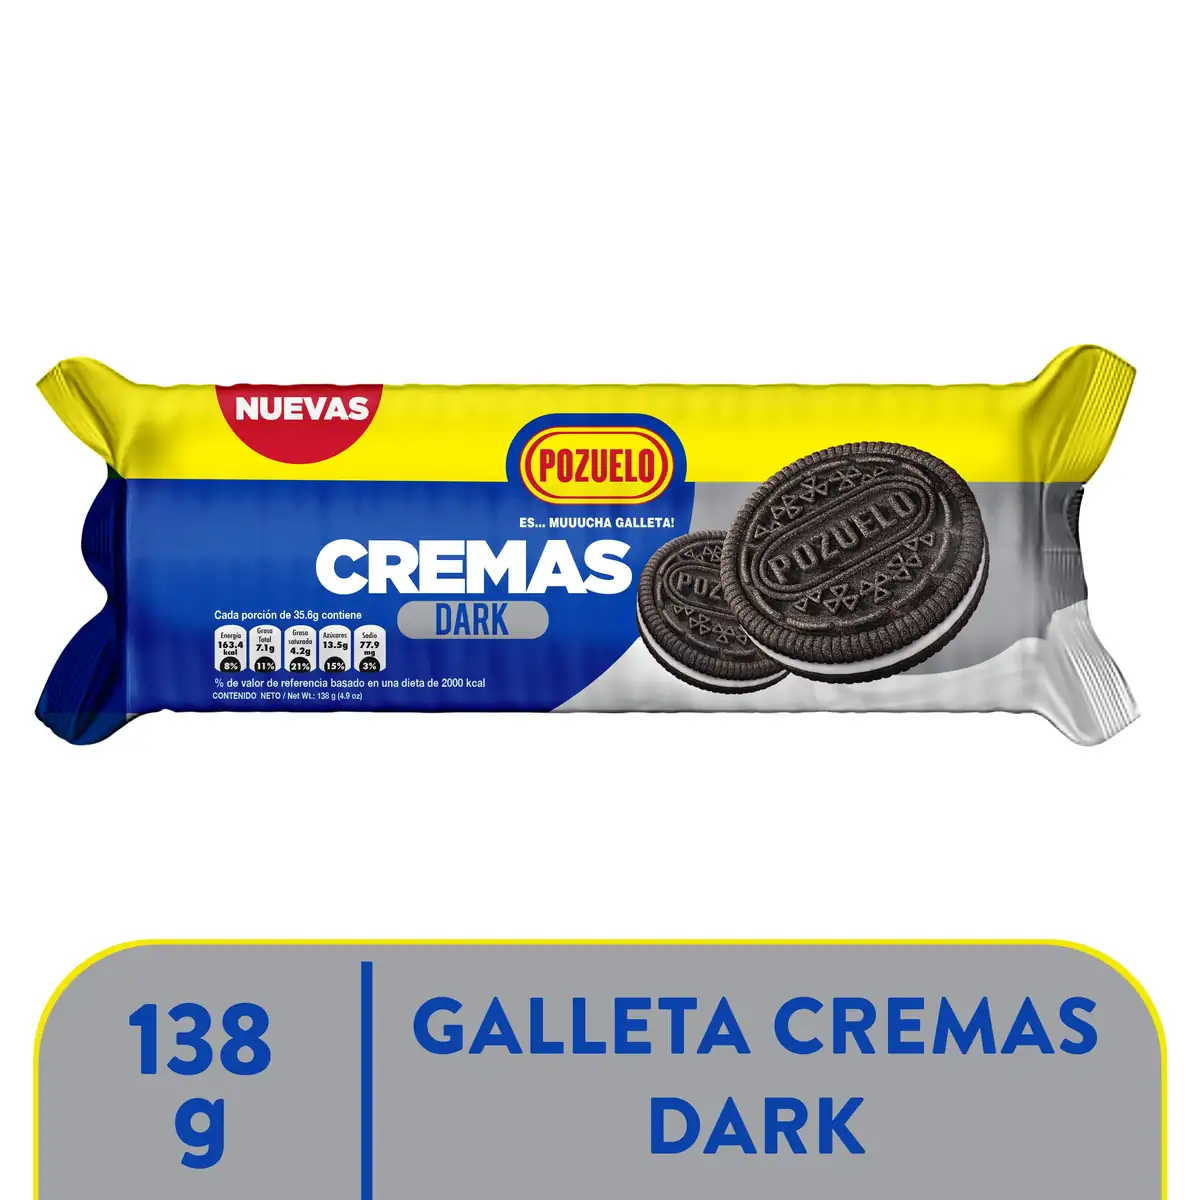 NUEVAS
POZUELO
ES... MUUUCHA GALLETA!
CREMAS
DARK
POZUELO
POZ
Cada porción de 35.6g contiene
Energía Grasa Total Grasa saturada Azúcares Sodio
163.4 kcal 7.1g 4.2g 13.5g 77.9 mg
8% 11% 21% 15% 3%
% de valor de referencia basado en una dieta de 2000 kcal
CONTENIDO NETO / Net Wt.: 138 g (4.9 oz)
138
g
GALLETA CREMAS
DARK